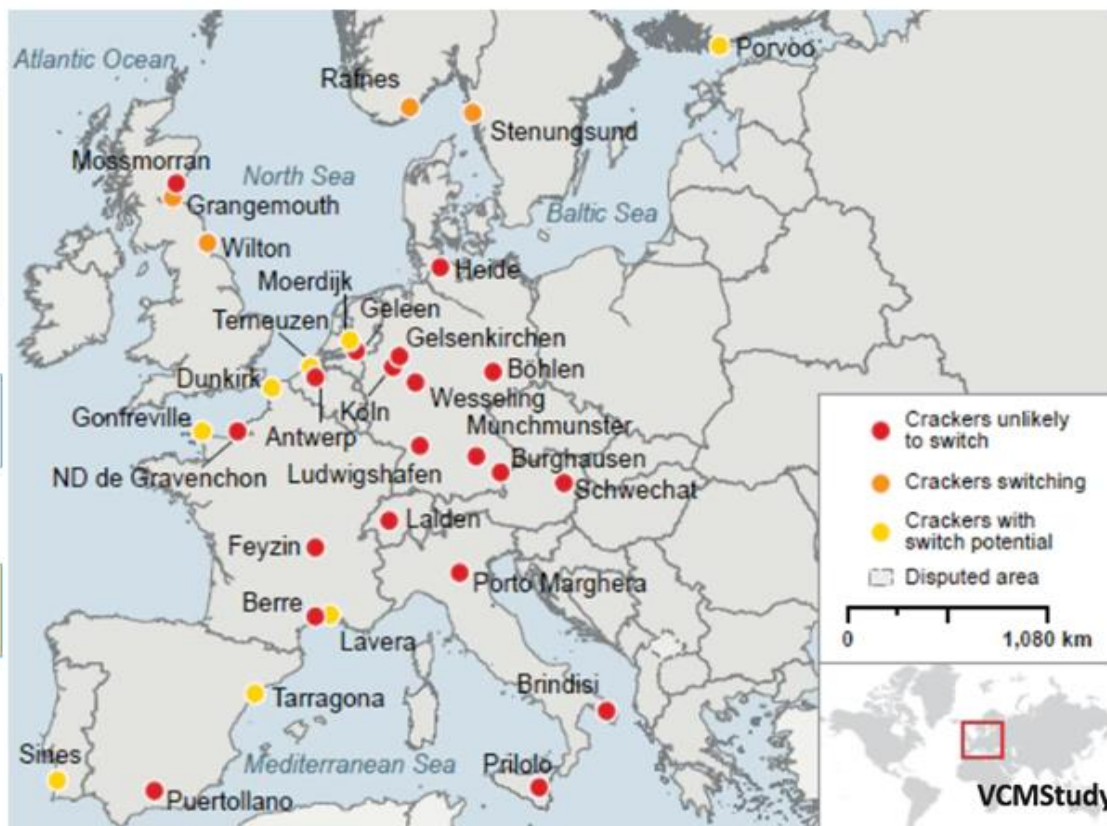 Atlantic Ocean
Porvoo
Rafnes
Stenungsund
Mossmorran
North Sea
Grangemouth
Baltic Sea
Wilton
Moerdijk
Heide
Geleen
Terneuzen
Gelsenkirchen
Dunkirk
Böhlen
Gonfreville
Köln
Wesseling
Antwerp
Münchmunster
ND de Gravenchon
Ludwigshafen
Burghausen
Schwechat
Lalden
Feyzin
Porto Marghera
Berre
Lavera
Brindisi
Tarragona
Sines
Mediterranean Sea
Prilolo
Puertollano
Crackers unlikely
to switch
Crackers switching
Crackers with
switch potential
Disputed area
0 1,080 km
VCMStudy